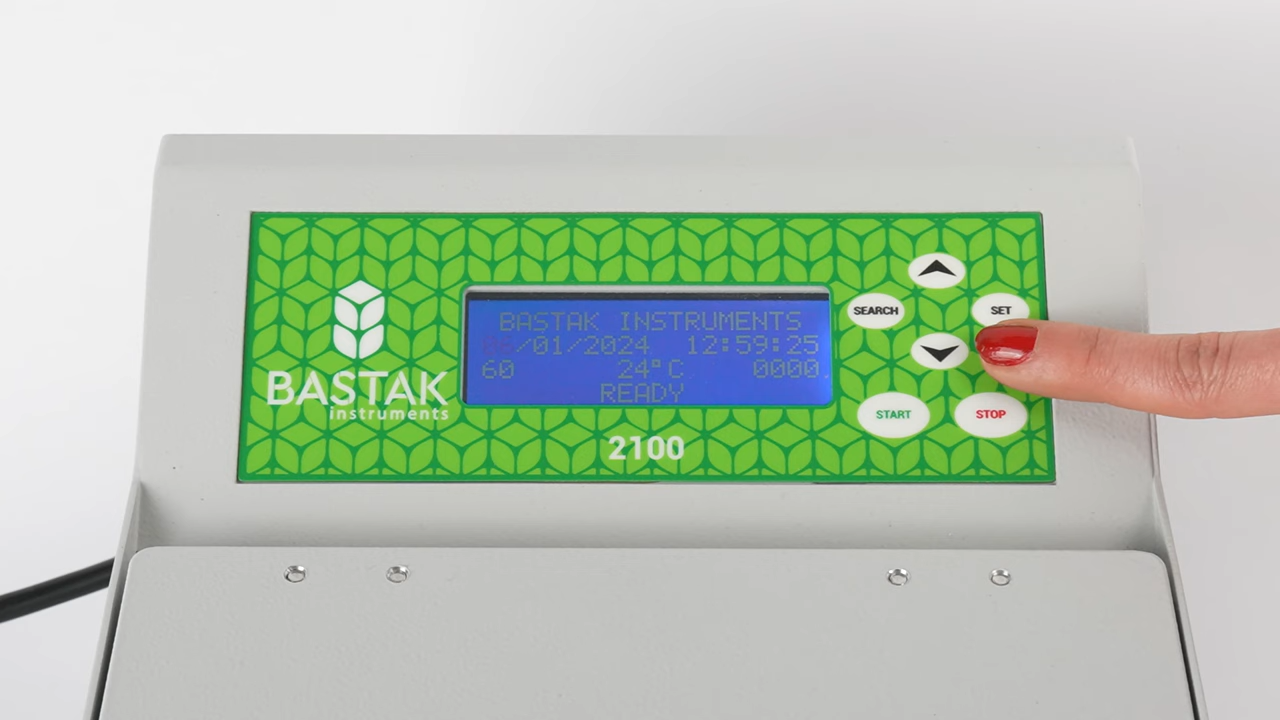 BASTAK
instruments
BASTAK INSTRUMENTS
/01/2024 12:59:25
60 24°C 0000
READY
2100
SEARCH
SET
START
STOP